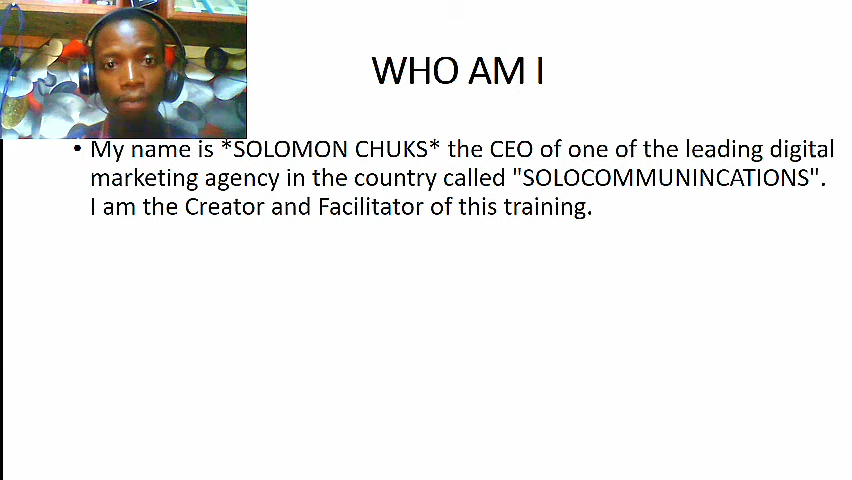 WHO AM I
• My name is *SOLOMON CHUKS* the CEO of one of the leading digital
marketing agency in the country called "SOLOCOMMUNINCATIONS".
I am the Creator and Facilitator of this training.